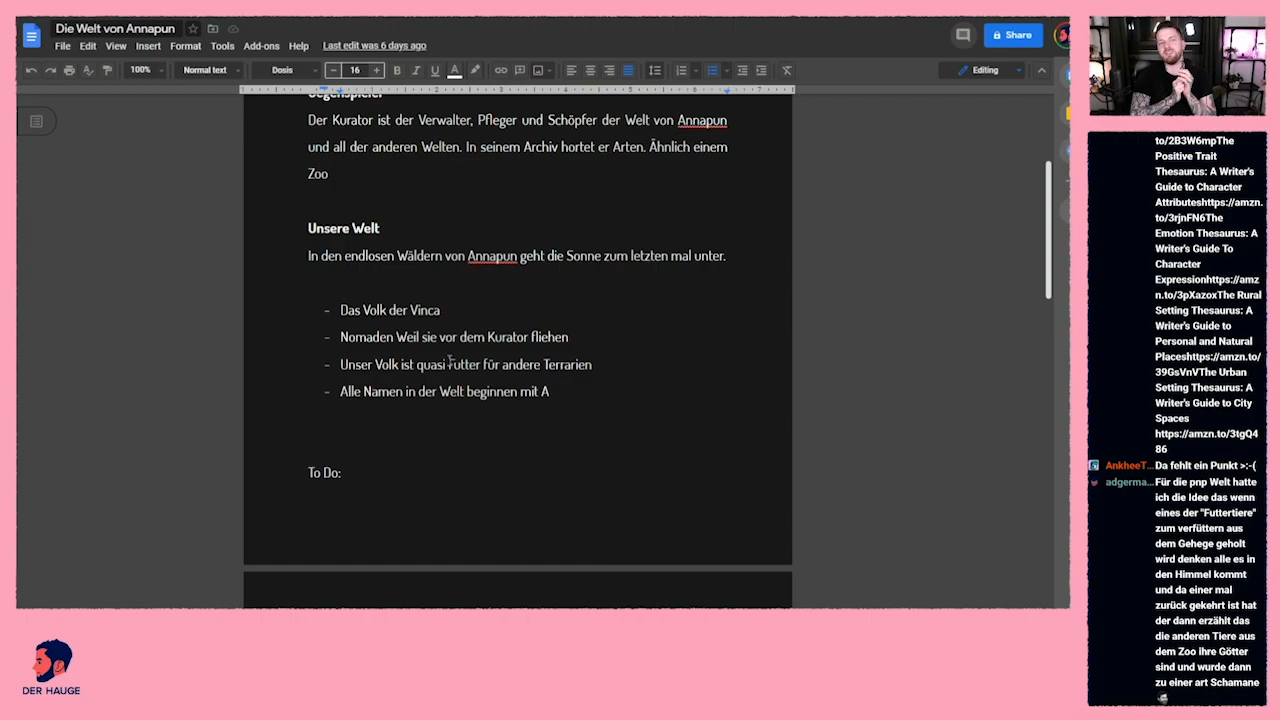 Die Welt von Annapun
File Edit View Insert Format Tools Add-ons Help Last edit was 6 days ago
Share
100% Normal text Dosis 16 Editing
1 2 3 4 5 6 7
Gegenspieler
Der Kurator ist der Verwalter, Pfleger und Schöpfer der Welt von Annapun
und all der anderen Welten. In seinem Archiv hortet er Arten. Ähnlich einem
Zoo
Unsere Welt
In den endlosen Wäldern von Annapun geht die Sonne zum letzten mal unter.
- Das Volk der Vinca
- Nomaden Weil sie vor dem Kurator fliehen
- Unser Volk ist quasi Futter für andere Terrarien
- Alle Namen in der Welt beginnen mit A
To Do:
to/2B3W6mpThe
Positive Trait
Thesaurus: A Writer's
Guide to Character
Attributeshttps://amzn.
to/3rjnFN6The
Emotion Thesaurus: A
Writer's Guide To
Character
Expressionhttps://amz
n.to/3pXazoxThe Rural
Setting Thesaurus: A
Writer's Guide to
Personal and Natural
Placeshttps://amzn.to/
39GsVnVThe Urban
Setting Thesaurus: A
Writer's Guide to City
Spaces
https://amzn.to/3tgQ4
86
AnkheeT... Da fehlt ein Punkt >:-(
adgerma... Für die pnp Welt hatte
ich die Idee das wenn
eines der "Futtertiere"
zum verfüttern aus
dem Gehege geholt
wird denken alle es in
den Himmel kommt
und da einer mal
zurück gekehrt ist hat
der dann erzählt das
die anderen Tiere aus
dem Zoo ihre Götter
sind und wurde dann
zu einer art Schamane
DER HAUGE